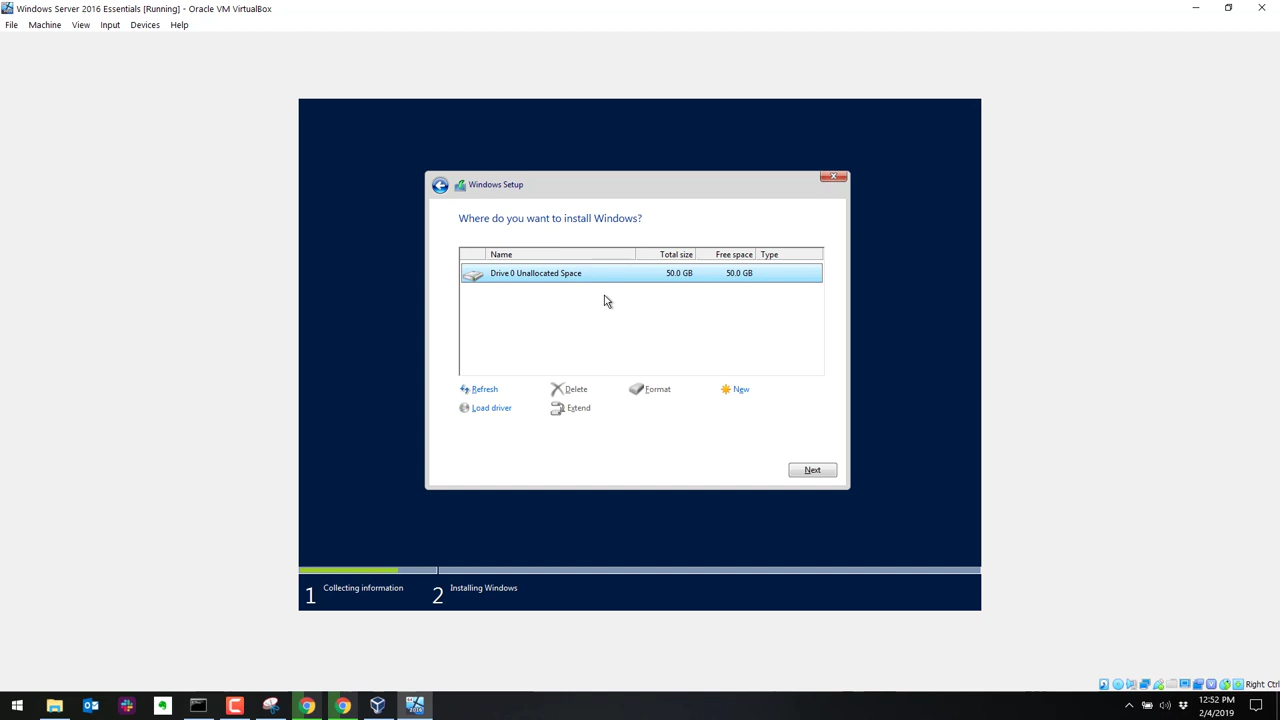 Windows Server 2016 Essentials [Running] - Oracle VM VirtualBox
File Machine View Input Devices Help
Windows Setup
Where do you want to install Windows?
Name Total size Free space Type
Drive 0 Unallocated Space 50.0 GB 50.0 GB
Refresh Delete Format New
Load driver Extend
Next
1 Collecting information 2 Installing Windows
Right Ctrl
12:52 PM
2/4/2019